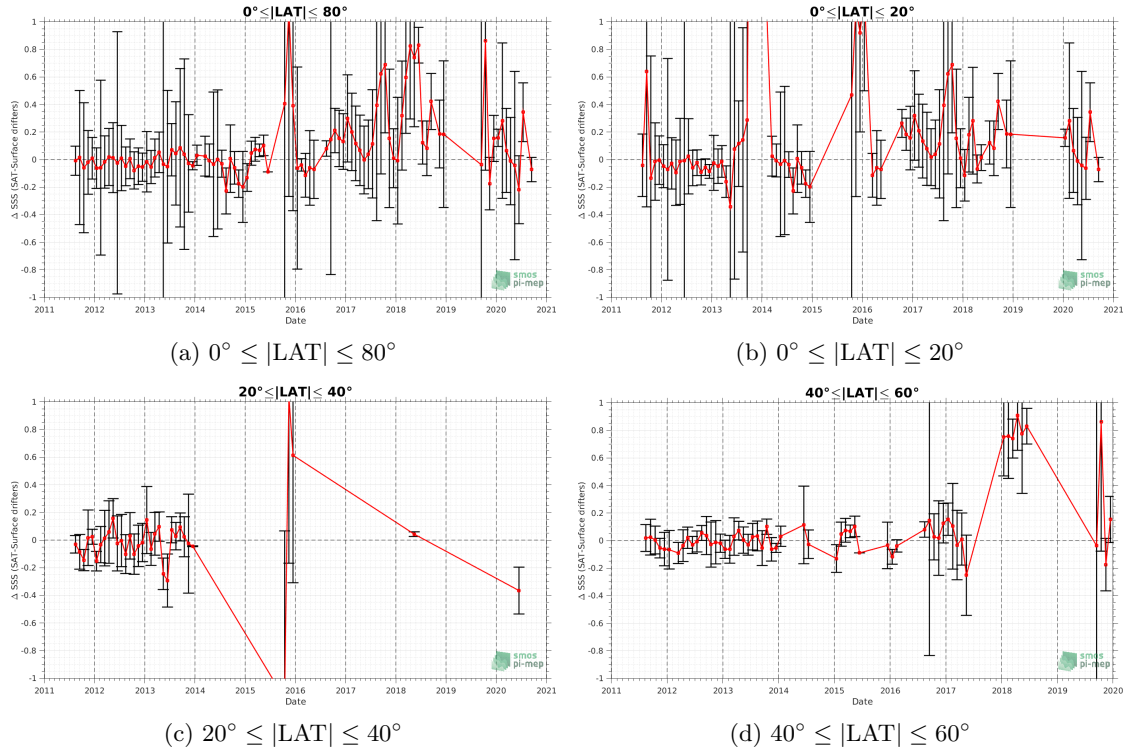 0°≤|LAT|≤ 80°
1
0.8
0.6
0.4
0.2
0
-0.2
-0.4
-0.6
-0.8
-1
Δ SSS (SAT-Surface drifters)
2011 2012 2013 2014 2015 2016 2017 2018 2019 2020 2021
Date
smos
pi-mep
(a) 0° ≤ |LAT| ≤ 80°
0°≤|LAT|≤ 20°
1
0.8
0.6
0.4
0.2
0
-0.2
-0.4
-0.6
-0.8
-1
Δ SSS (SAT-Surface drifters)
2011 2012 2013 2014 2015 2016 2017 2018 2019 2020 2021
Date
smos
pi-mep
(b) 0° ≤ |LAT| ≤ 20°
20°≤|LAT|≤ 40°
1
0.8
0.6
0.4
0.2
0
-0.2
-0.4
-0.6
-0.8
-1
Δ SSS (SAT-Surface drifters)
2011 2012 2013 2014 2015 2016 2017 2018 2019 2020 2021
Date
smos
pi-mep
(c) 20° ≤ |LAT| ≤ 40°
40°≤|LAT|≤ 60°
1
0.8
0.6
0.4
0.2
0
-0.2
-0.4
-0.6
-0.8
-1
Δ SSS (SAT-Surface drifters)
2011 2012 2013 2014 2015 2016 2017 2018 2019 2020
Date
smos
pi-mep
(d) 40° ≤ |LAT| ≤ 60°